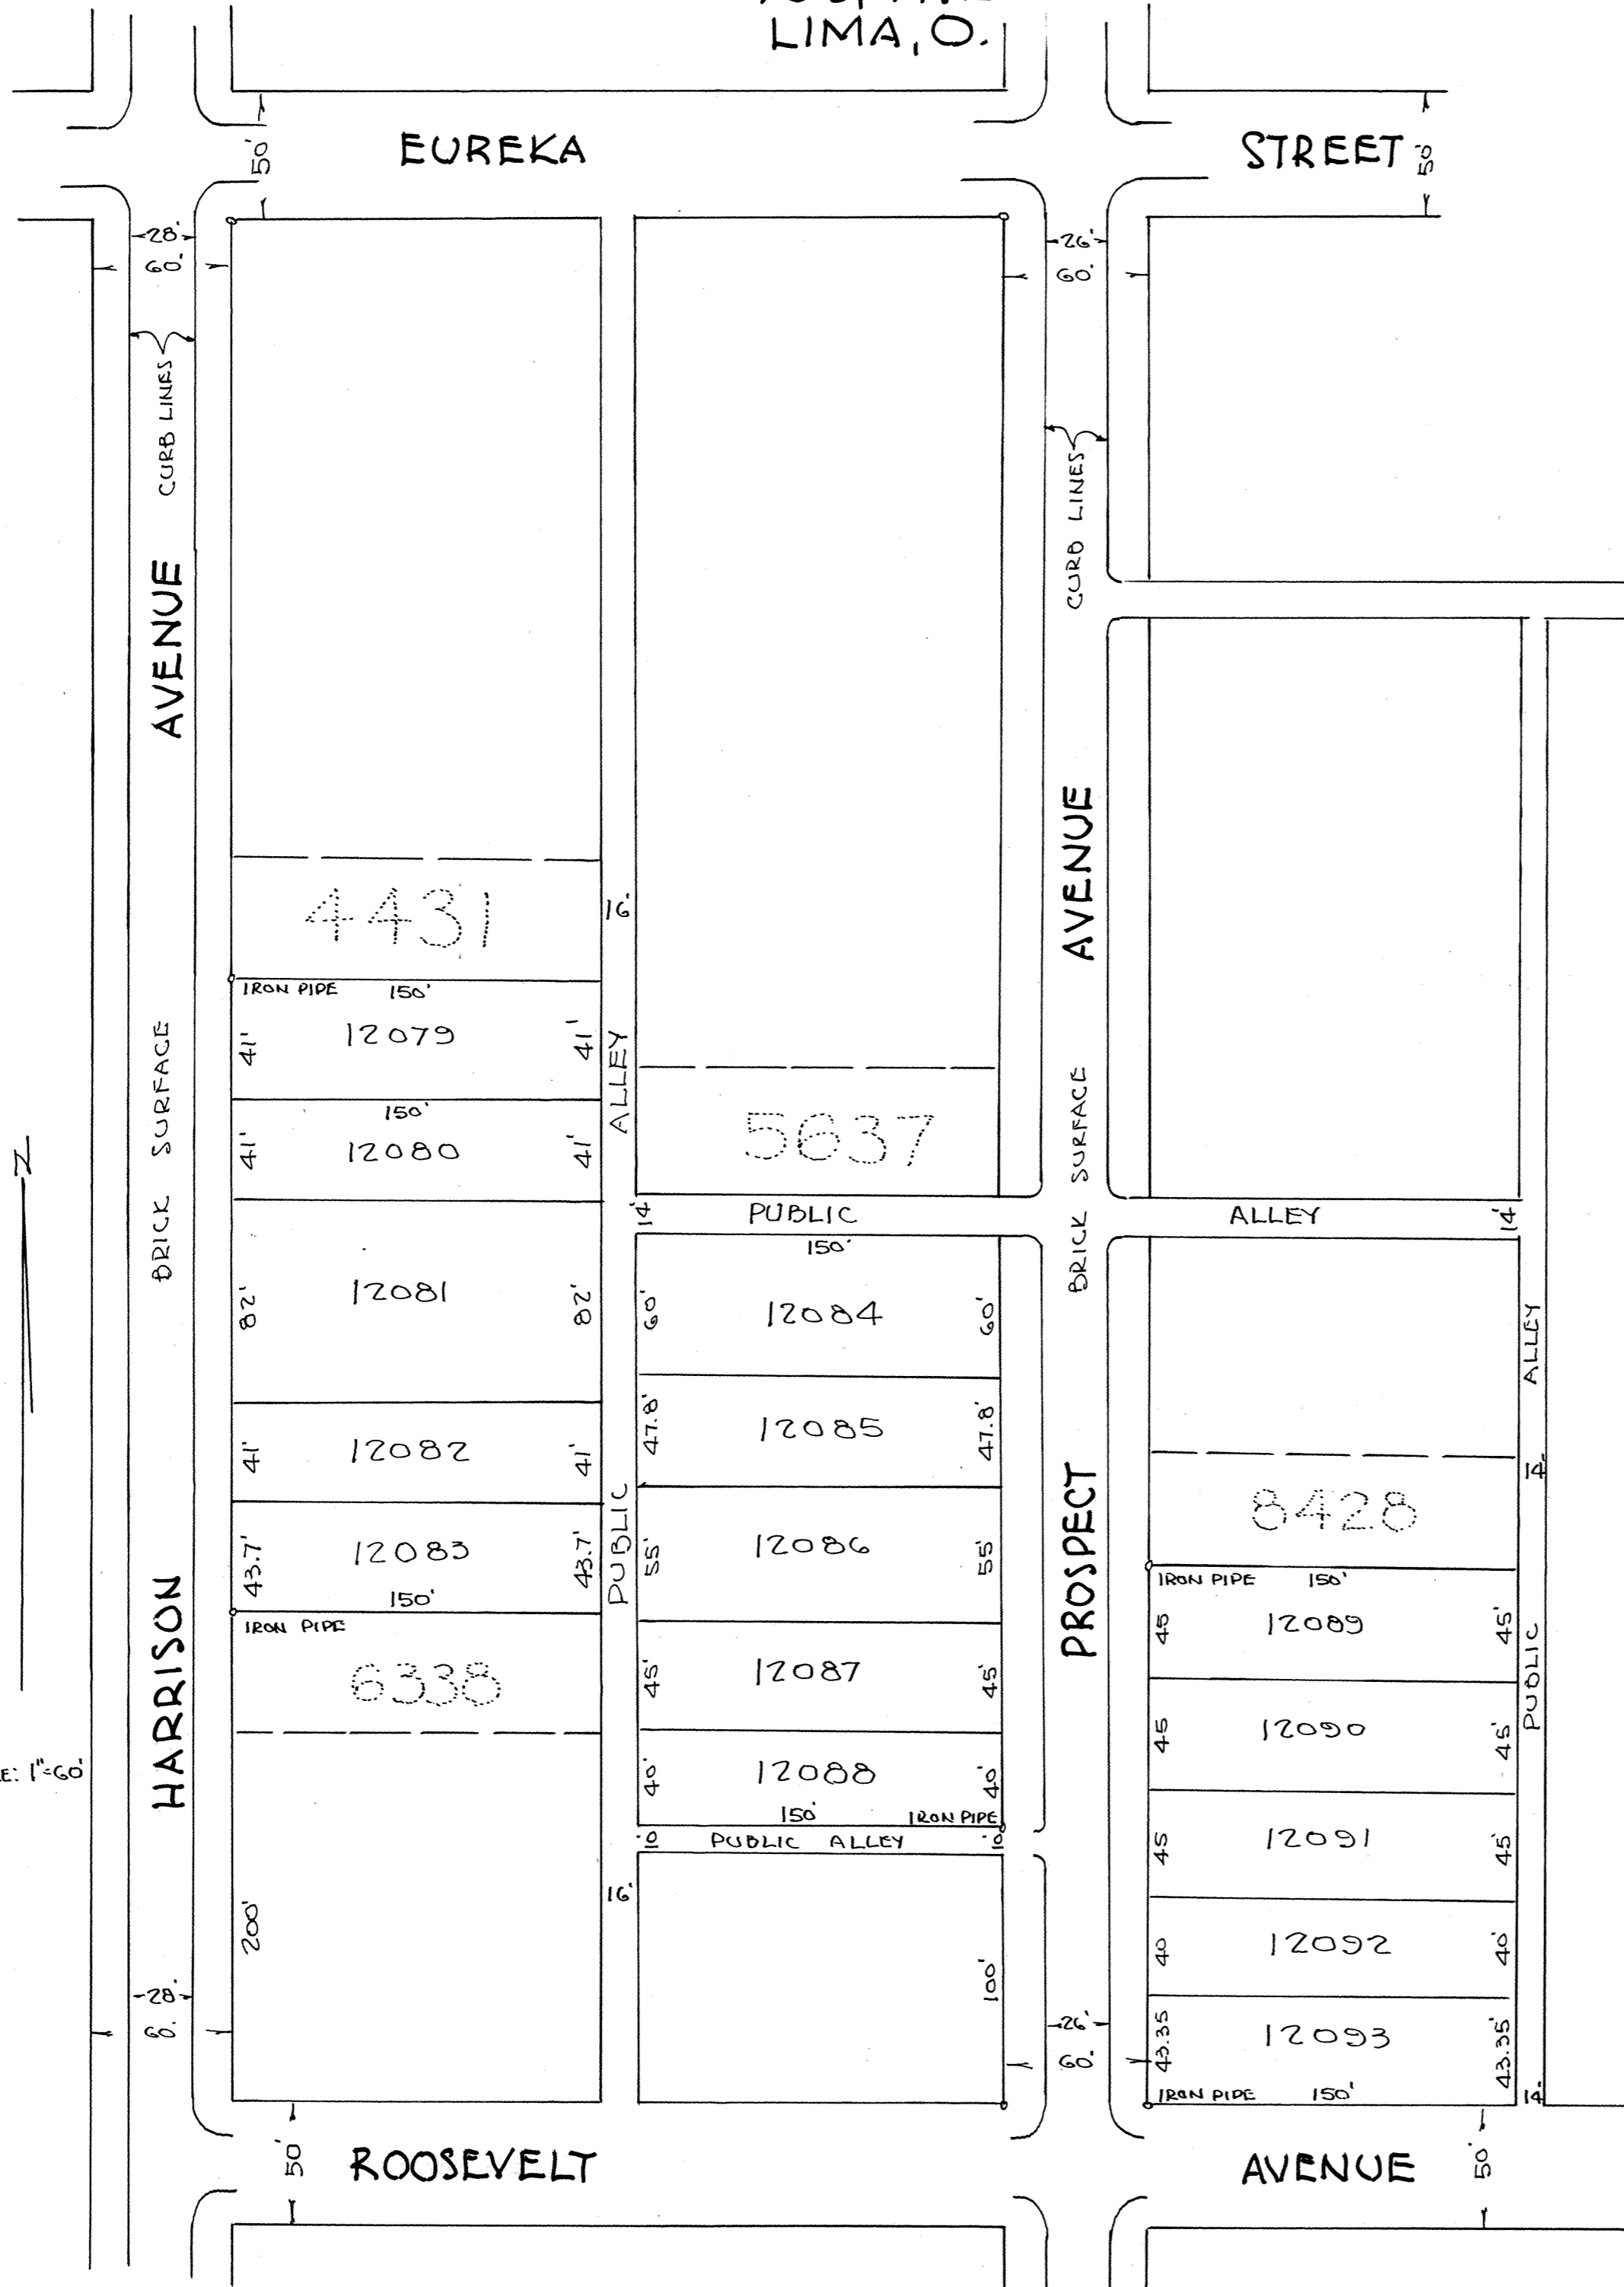 LIMA, O.
EUREKA STREET
50'
50'
28'
60'
26'
60'
CURB LINES
CURB LINES
AVENUE
AVENUE
4431
16'
IRON PIPE 150'
41' 12079 41'
150'
41' 12080 41'
ALLEY
BRICK SURFACE
BRICK SURFACE
5637
N
14' PUBLIC ALLEY 14'
150'
82' 12081 82'
60' 12084 60'
ALLEY
47.8' 12085 47.8'
41' 12082 41'
14'
8428
PUBLIC
55' 12086 55'
43.7' 12083 43.7'
150'
IRON PIPE
IRON PIPE 150'
45 12089 45'
HARRISON
PROSPECT
PUBLIC
6338
45' 12087 45'
45 12090 45'
40' 12088 40'
150' IRON PIPE
E: 1"=60'
10' PUBLIC ALLEY 10'
45 12091 45'
16'
200'
100'
40 12092 40'
28'
60'
26'
60'
43.35 12093 43.35'
IRON PIPE 150'
14'
50'
ROOSEVELT AVENUE
50'